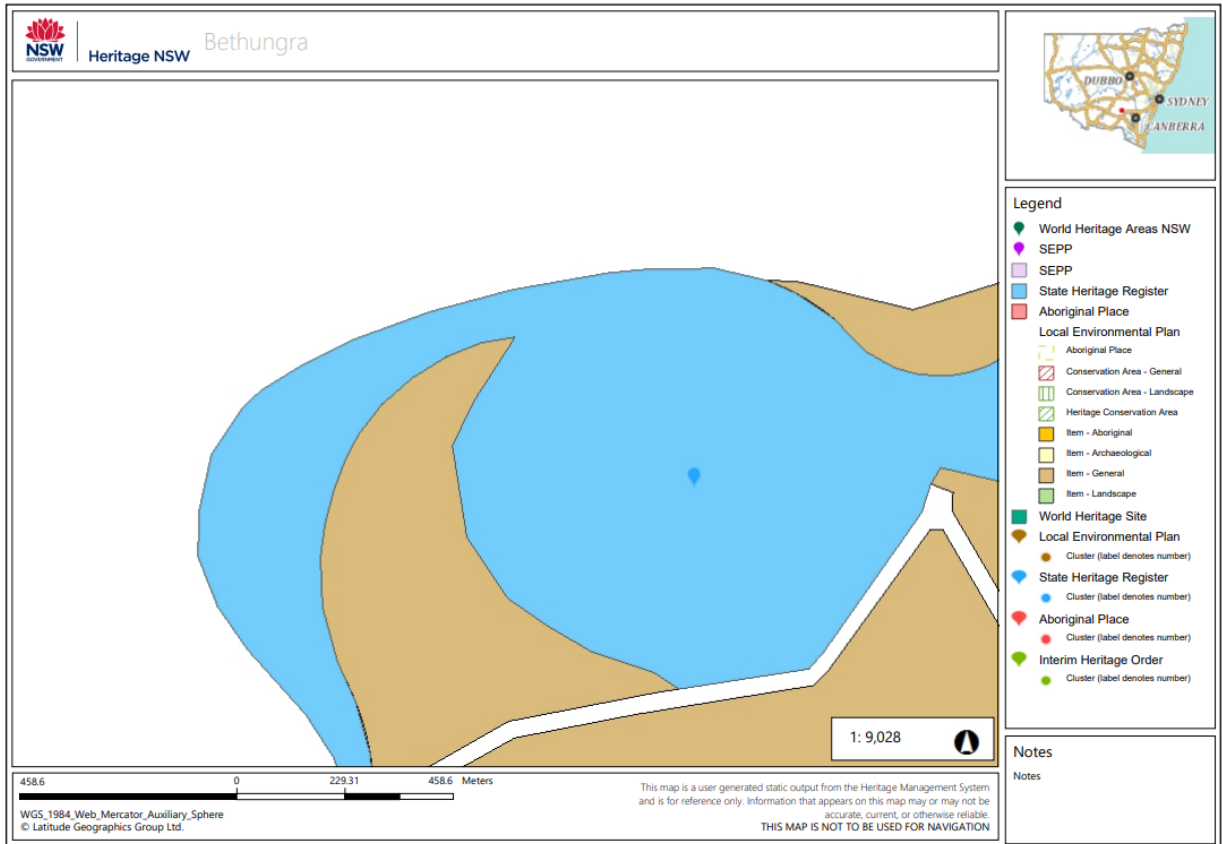 NSW
GOVERNMENT
Heritage NSW
Bethungra
DUBBO
SYDNEY
CANBERRA
Legend
World Heritage Areas NSW
SEPP
SEPP
State Heritage Register
Aboriginal Place
Local Environmental Plan
Aboriginal Place
Conservation Area - General
Conservation Area - Landscape
Heritage Conservation Area
Item - Aboriginal
Item - Archaeological
Item - General
Item - Landscape
World Heritage Site
Local Environmental Plan
Cluster (label denotes number)
State Heritage Register
Cluster (label denotes number)
Aboriginal Place
Cluster (label denotes number)
Interim Heritage Order
Cluster (label denotes number)
1: 9,028
Notes
Notes
458.6 0 229.31 458.6 Meters
WGS_1984_Web_Mercator_Auxiliary_Sphere
© Latitude Geographics Group Ltd.
This map is a user generated static output from the Heritage Management System
and is for reference only. Information that appears on this map may or may not be
accurate, current, or otherwise reliable.
THIS MAP IS NOT TO BE USED FOR NAVIGATION